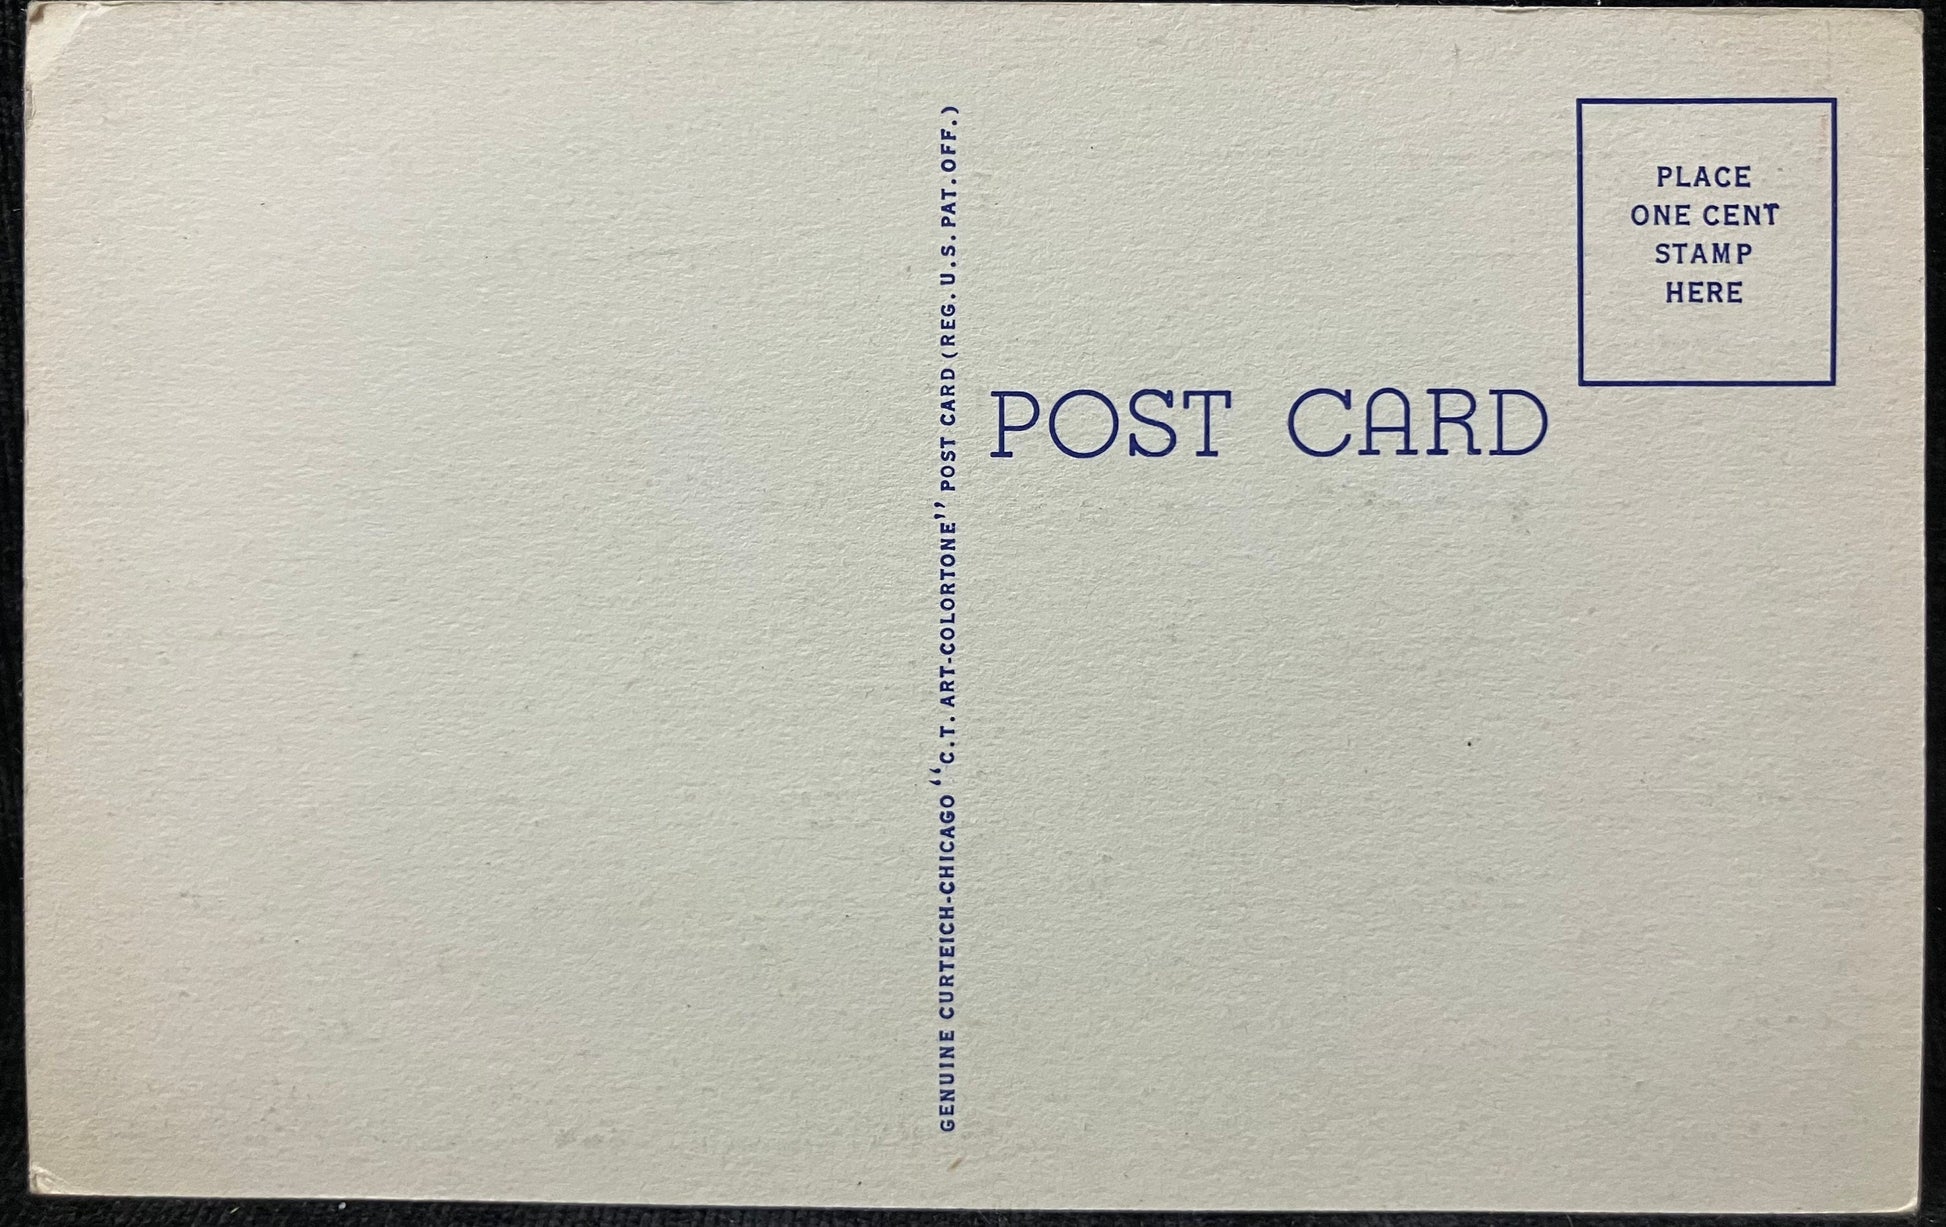 GENUINE CURTEICH-CHICAGO "C.T. ART-COLORTONE" POST CARD (REG. U.S. PAT. OFF.)
PLACE
ONE CENT
STAMP
HERE
POST CARD